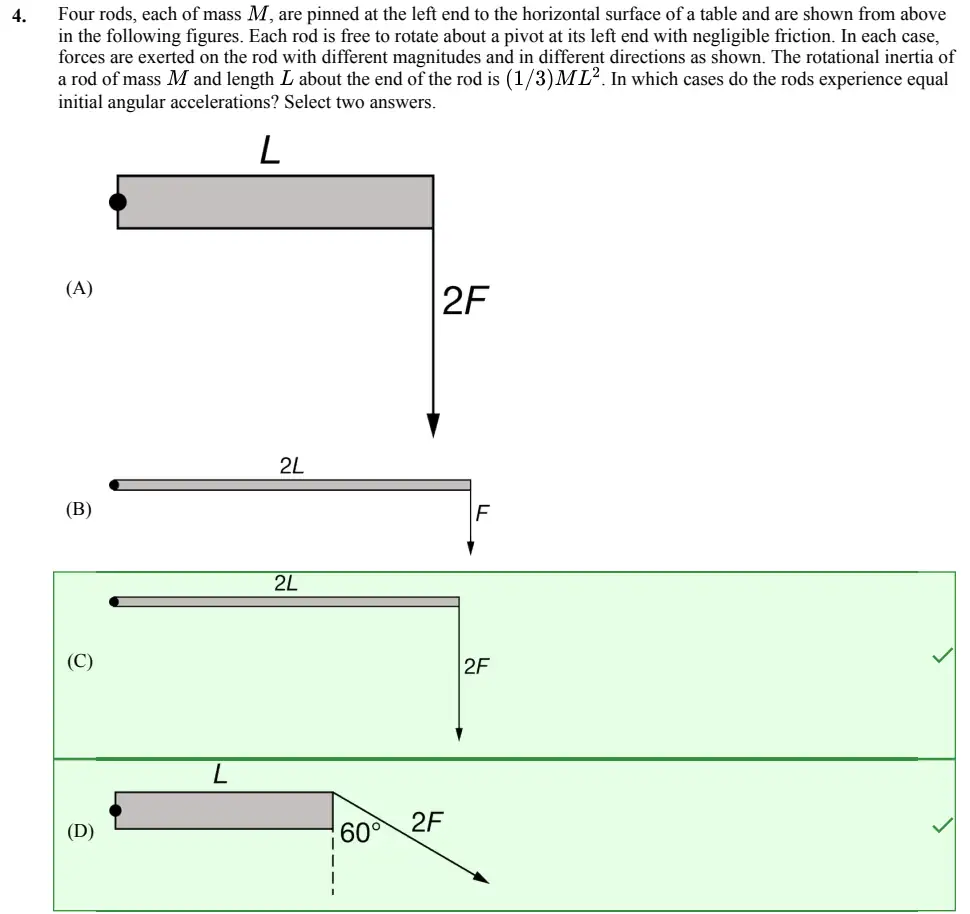 4. Four rods, each of mass M, are pinned at the left end to the horizontal surface of a table and are shown from above
in the following figures. Each rod is free to rotate about a pivot at its left end with negligible friction. In each case,
forces are exerted on the rod with different magnitudes and in different directions as shown. The rotational inertia of
a rod of mass M and length L about the end of the rod is (1/3)ML². In which cases do the rods experience equal
initial angular accelerations? Select two answers.
L
(A)
2F
2L
(B)
F
2L
(C)
2F
L
(D)
60°
2F